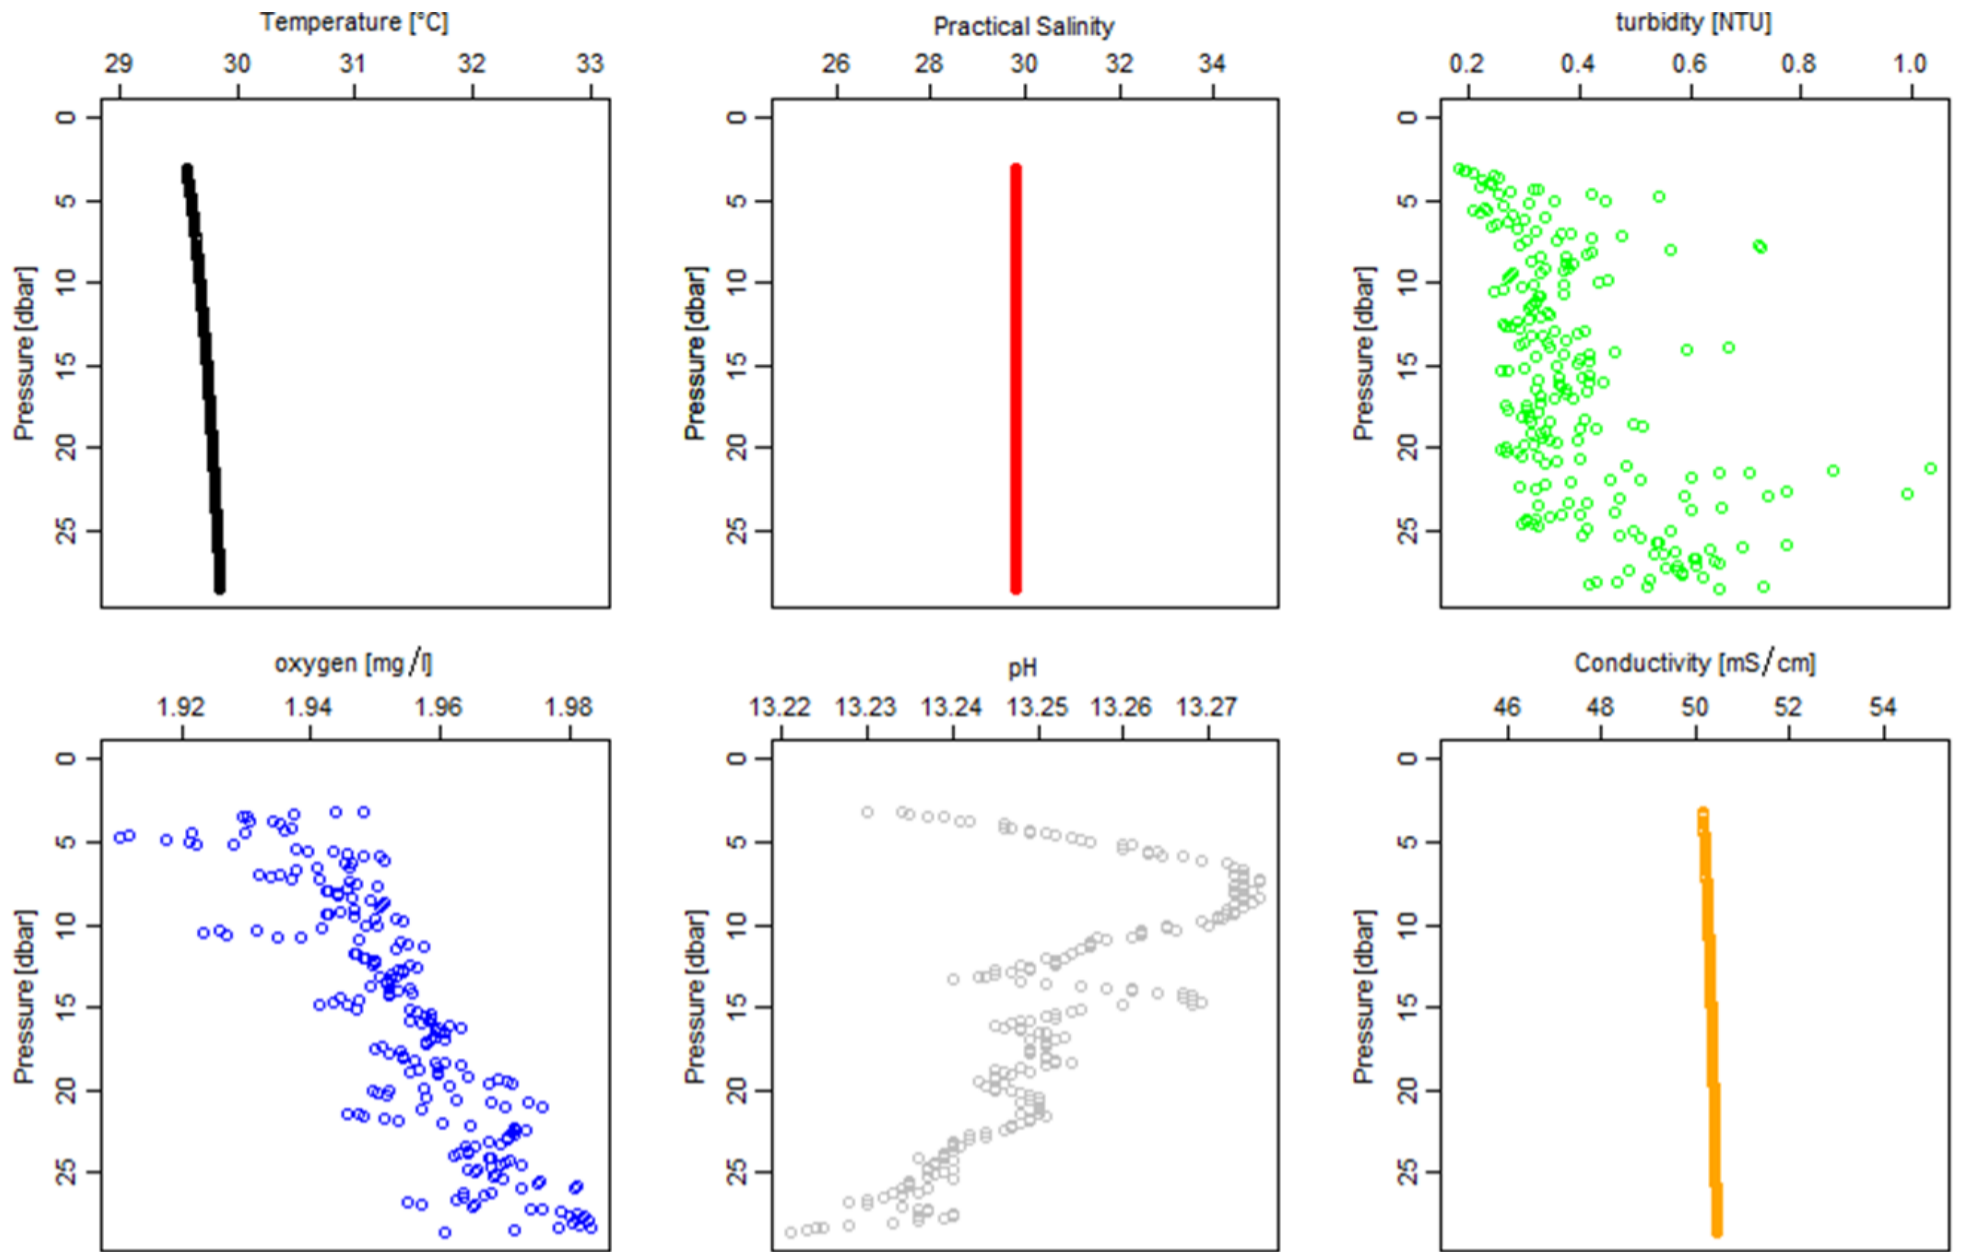 Temperature [°C]
29 30 31 32 33
Pressure [dbar]
0 5 10 15 20 25
Practical Salinity
26 28 30 32 34
Pressure [dbar]
0 5 10 15 20 25
turbidity [NTU]
0.2 0.4 0.6 0.8 1.0
Pressure [dbar]
0 5 10 15 20 25
oxygen [mg/l]
1.92 1.94 1.96 1.98
Pressure [dbar]
0 5 10 15 20 25
pH
13.22 13.23 13.24 13.25 13.26 13.27
Pressure [dbar]
0 5 10 15 20 25
Conductivity [mS/cm]
46 48 50 52 54
Pressure [dbar]
0 5 10 15 20 25